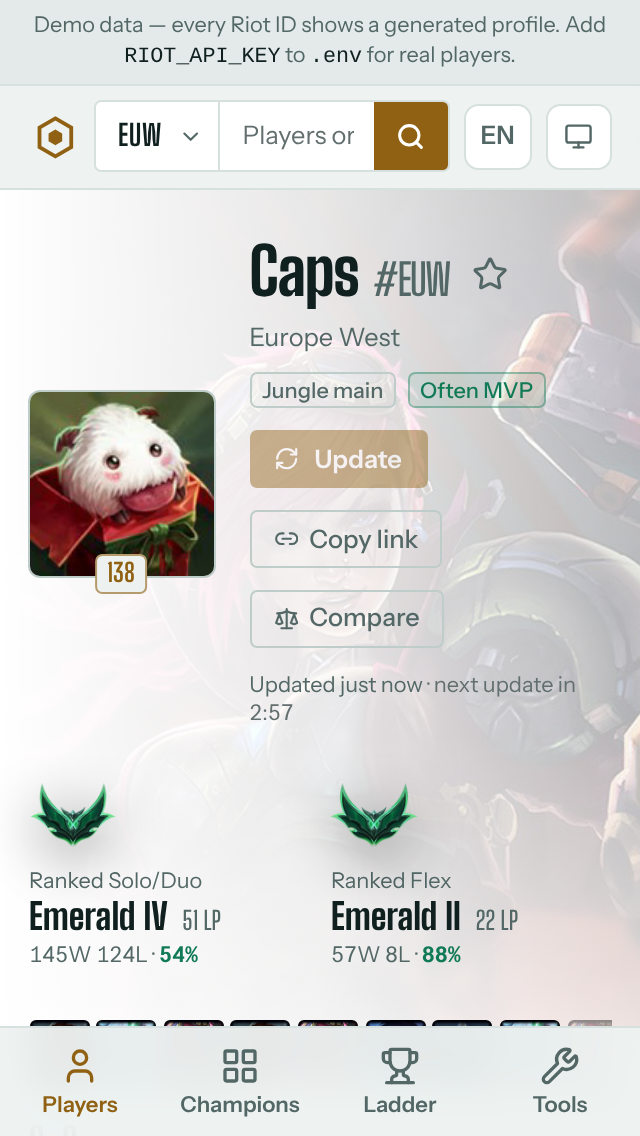 Demo data — every Riot ID shows a generated profile. Add
RIOT_API_KEY to .env for real players.
EUW
Players or
EN
Caps #EUW
Europe West
Jungle main
Often MVP
Update
138
Copy link
Compare
Updated just now · next update in
2:57
Ranked Solo/Duo
Ranked Flex
Emerald IV 51 LP
Emerald II 22 LP
145W 124L · 54%
57W 8L · 88%
Players
Champions
Ladder
Tools